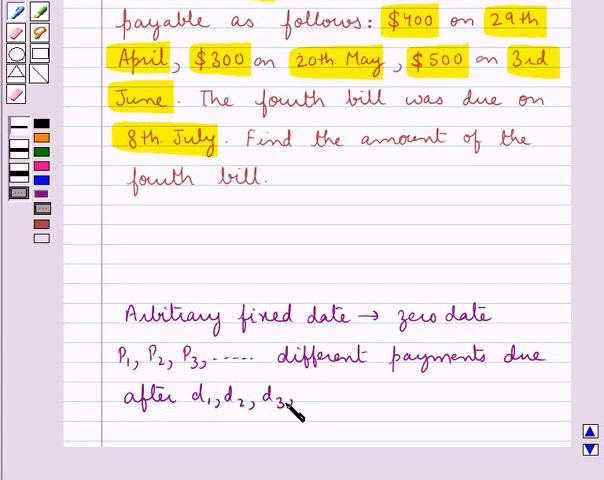 payable as follows: $400 on 29th
April, $300 on 20th May, $500 on 3rd
June. The fourth bill was due on
8th July. Find the amount of the
fourth bill.
Arbitrary fixed date → zero date
P₁, P₂, P₃, ..... different payments due
after d₁, d₂, d₃,